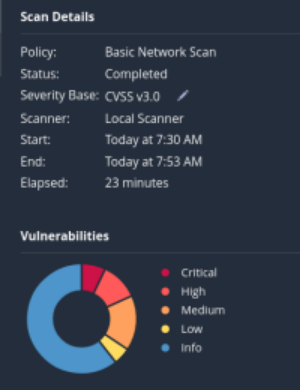 Scan Details
Policy: Basic Network Scan
Status: Completed
Severity Base: CVSS v3.0
Scanner: Local Scanner
Start: Today at 7:30 AM
End: Today at 7:53 AM
Elapsed: 23 minutes
Vulnerabilities
Critical
High
Medium
Low
Info